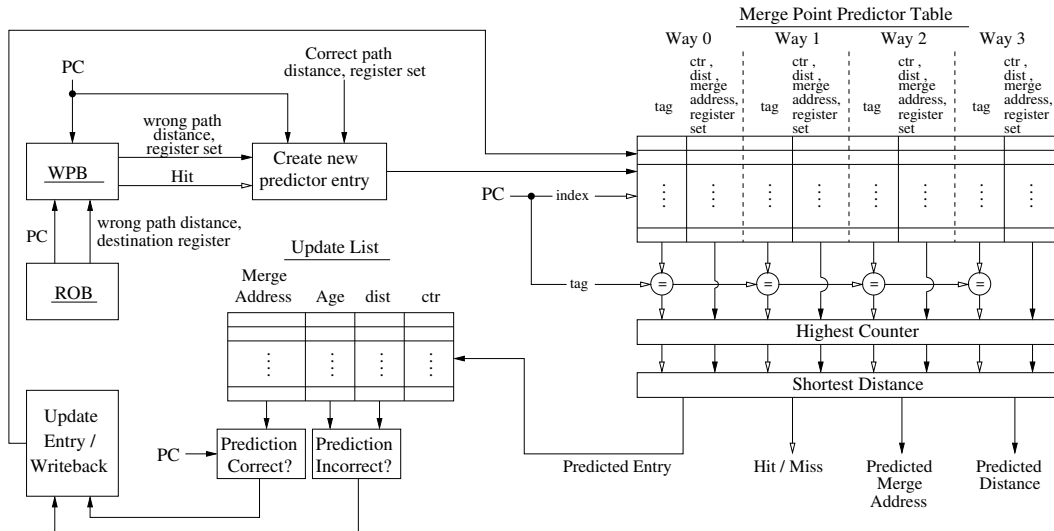 Merge Point Predictor Table
Way 0
Way 1
Way 2
Way 3
tag
ctr ,
dist ,
merge
address,
register
set
tag
ctr ,
dist ,
merge
address,
register
set
tag
ctr ,
dist ,
merge
address,
register
set
tag
ctr ,
dist ,
merge
address,
register
set
PC
Correct path
distance, register set
WPB
wrong path
distance,
register set
Hit
Create new
predictor entry
PC
index
PC
wrong path distance,
destination register
ROB
tag
=
=
=
=
Highest Counter
Shortest Distance
Update List
Merge
Address
Age
dist
ctr
Update
Entry /
Writeback
PC
Prediction
Correct?
Prediction
Incorrect?
Predicted Entry
Hit / Miss
Predicted
Merge
Address
Predicted
Distance